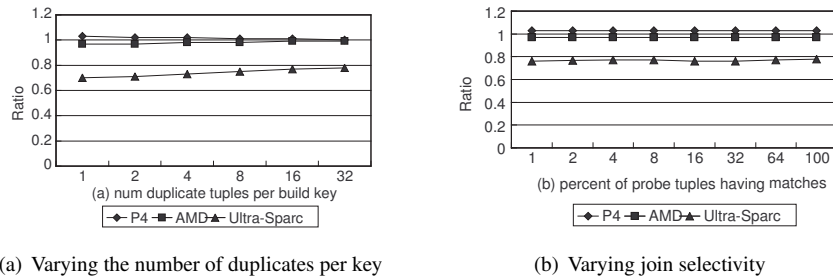 1.2
1
0.8
0.6
0.4
0.2
0
Ratio
1 2 4 8 16 32
(a) num duplicate tuples per build key
P4 AMD Ultra-Sparc
(a) Varying the number of duplicates per key
1.2
1
0.8
0.6
0.4
0.2
0
Ratio
1 2 4 8 16 32 64 100
(b) percent of probe tuples having matches
P4 AMD Ultra-Sparc
(b) Varying join selectivity